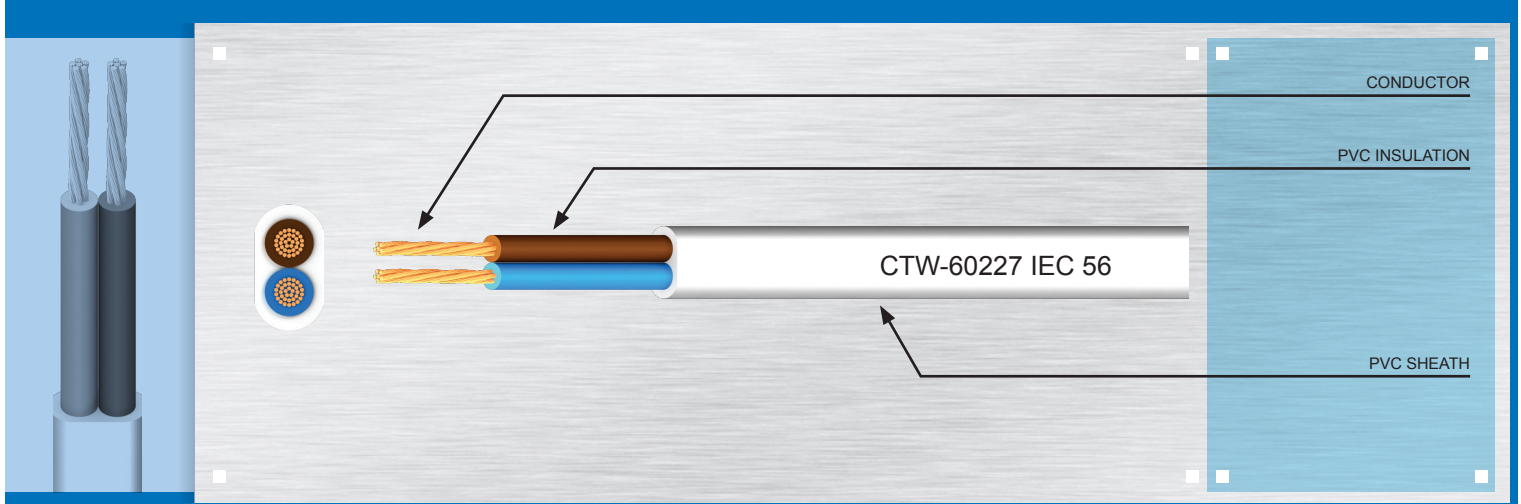 CONDUCTOR
PVC INSULATION
CTW-60227 IEC 56
PVC SHEATH